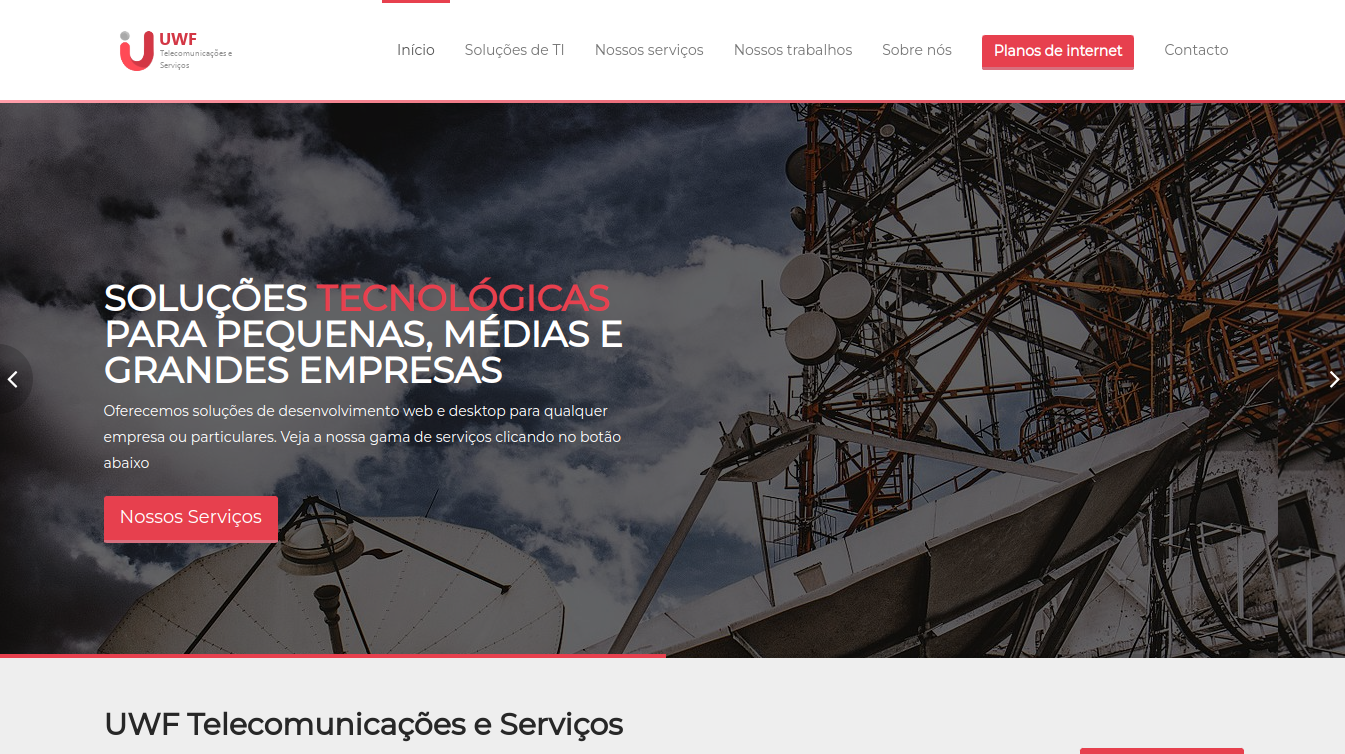 UWF
Telecomunicações e
Serviços
Início
Soluções de TI
Nossos serviços
Nossos trabalhos
Sobre nós
Planos de internet
Contacto
SOLUÇÕES TECNOLÓGICAS
PARA PEQUENAS, MÉDIAS E
GRANDES EMPRESAS
Oferecemos soluções de desenvolvimento web e desktop para qualquer
empresa ou particulares. Veja a nossa gama de serviços clicando no botão
abaixo
Nossos Serviços
UWF Telecomunicações e Serviços